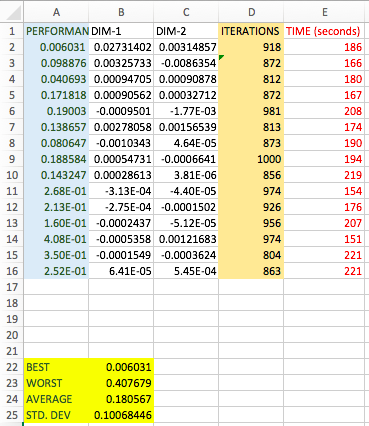 A B C D E
1 PERFORMAN DIM-1 DIM-2 ITERATIONS TIME (seconds)
2 0.006031 0.02731402 0.00314857 918 186
3 0.098876 0.00325733 -0.0086354 872 166
4 0.040693 0.00094705 0.00090878 812 180
5 0.171818 0.00090562 0.00032712 872 167
6 0.19003 -0.0009501 -1.77E-03 981 208
7 0.138657 0.00278058 0.00156539 813 174
8 0.080647 -0.0010343 4.64E-05 873 190
9 0.188584 0.00054731 -0.0006641 1000 194
10 0.143247 0.00028613 3.81E-06 856 219
11 2.68E-01 -3.13E-04 -4.40E-05 974 154
12 2.13E-01 -2.75E-04 -0.0001502 926 176
13 1.60E-01 -0.0002437 -5.12E-05 956 207
14 4.08E-01 -0.0005358 0.00121683 974 151
15 3.50E-01 -0.0001549 -0.0003624 804 221
16 2.52E-01 6.41E-05 5.45E-04 863 221
17
18
19
20
21
22 BEST 0.006031
23 WORST 0.407679
24 AVERAGE 0.180567
25 STD. DEV 0.10068446